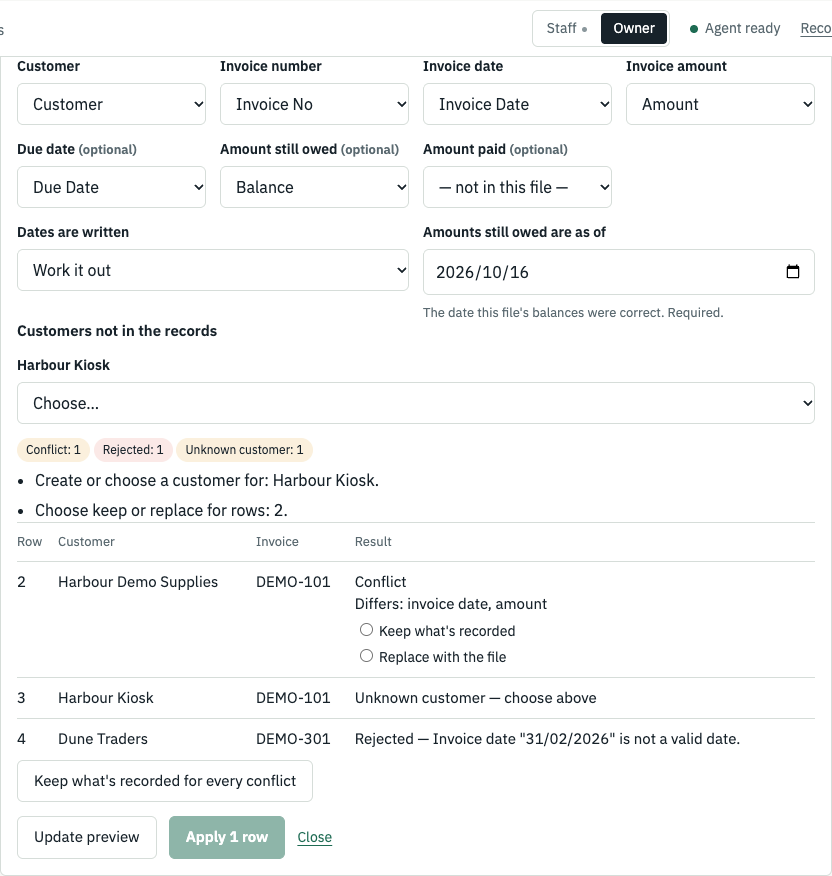 s Staff Owner Agent ready Reco
Customer Invoice number Invoice date Invoice amount
Customer Invoice No Invoice Date Amount
Due date (optional) Amount still owed (optional) Amount paid (optional)
Due Date Balance — not in this file —
Dates are written Amounts still owed are as of
Work it out 2026/10/16
The date this file's balances were correct. Required.
Customers not in the records
Harbour Kiosk
Choose...
Conflict: 1 Rejected: 1 Unknown customer: 1
• Create or choose a customer for: Harbour Kiosk.
• Choose keep or replace for rows: 2.
Row Customer Invoice Result
2 Harbour Demo Supplies DEMO-101 Conflict
Differs: invoice date, amount
Keep what's recorded
Replace with the file
3 Harbour Kiosk DEMO-101 Unknown customer — choose above
4 Dune Traders DEMO-301 Rejected — Invoice date "31/02/2026" is not a valid date.
Keep what's recorded for every conflict
Update preview Apply 1 row Close